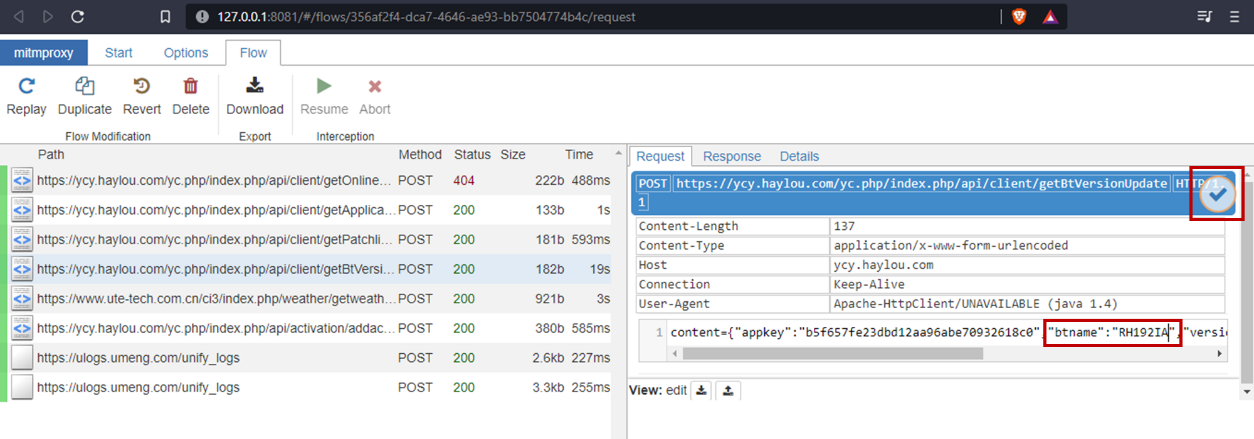 127.0.0.1:8081/#/flows/356af2f4-dca7-4646-ae93-bb7504774b4c/request
mitmproxy Start Options Flow
Replay Duplicate Revert Delete Download Resume Abort
Flow Modification Export Interception
Path Method Status Size Time
https://ycy.haylou.com/yc.php/index.php/api/client/getOnline... POST 404 222b 488ms
https://ycy.haylou.com/yc.php/index.php/api/client/getApplica... POST 200 133b 1s
https://ycy.haylou.com/yc.php/index.php/api/client/getPatchli... POST 200 181b 593ms
https://ycy.haylou.com/yc.php/index.php/api/client/getBtVersi... POST 200 182b 19s
https://www.ute-tech.com.cn/ci3/index.php/weather/getweath... POST 200 921b 3s
https://ycy.haylou.com/yc.php/index.php/api/activation/addac... POST 200 380b 585ms
https://ulogs.umeng.com/unify_logs POST 200 2.6kb 227ms
https://ulogs.umeng.com/unify_logs POST 200 3.3kb 255ms
Request Response Details
POST https://ycy.haylou.com/yc.php/index.php/api/client/getBtVersionUpdate HTTP/1.
1
Content-Length 137
Content-Type application/x-www-form-urlencoded
Host ycy.haylou.com
Connection Keep-Alive
User-Agent Apache-HttpClient/UNAVAILABLE (java 1.4)
1 content={"appkey":"b5f657fe23dbd12aa96abe70932618c0","btname":"RH192IA","versio
View: edit